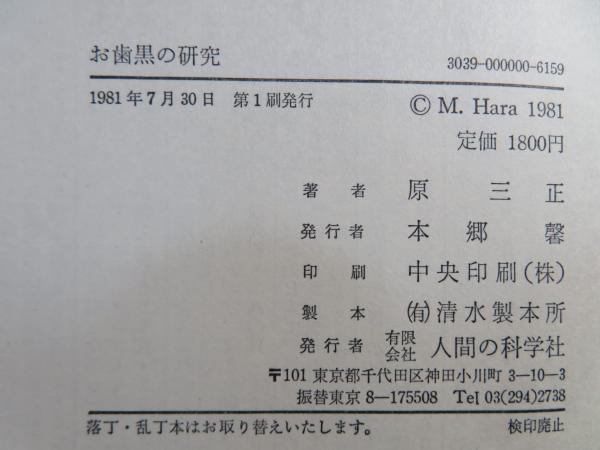 お歯黒の研究 3039-000000-6159
1981年7月30日 第1刷発行 © M. Hara 1981
定価 1800円
著者 原三正
発行者 本郷馨
印刷 中央印刷(株)
製本 (有)清水製本所
発行者 有限会社 人間の科学社
〒101 東京都千代田区神田小川町 3-10-3
振替東京 8-175508 Tel 03(294)2738
落丁・乱丁本はお取り替えいたします。 検印廃止